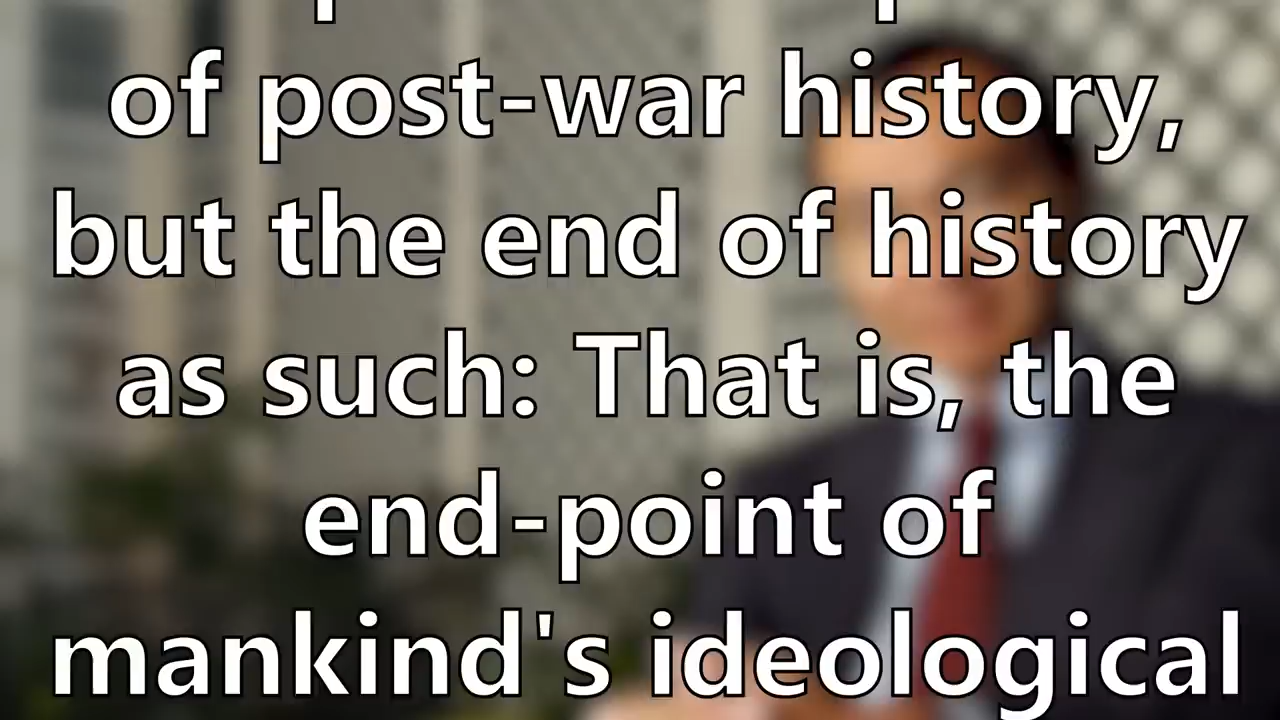 of post-war history,
but the end of history
as such: That is, the
end-point of
mankind's ideological